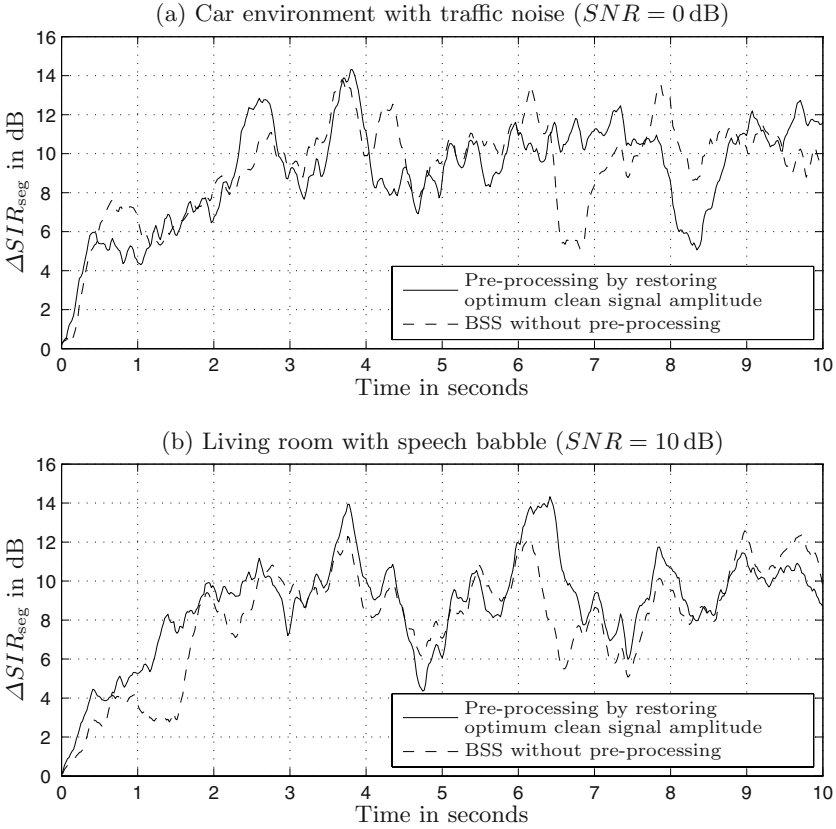 (a) Car environment with traffic noise (SNR = 0 dB)
16
14
12
10
8
6
4
2
0
ΔSIR_seg in dB
Pre-processing by restoring
optimum clean signal amplitude
BSS without pre-processing
0 1 2 3 4 5 6 7 8 9 10
Time in seconds
(b) Living room with speech babble (SNR = 10 dB)
16
14
12
10
8
6
4
2
0
ΔSIR_seg in dB
Pre-processing by restoring
optimum clean signal amplitude
BSS without pre-processing
0 1 2 3 4 5 6 7 8 9 10
Time in seconds